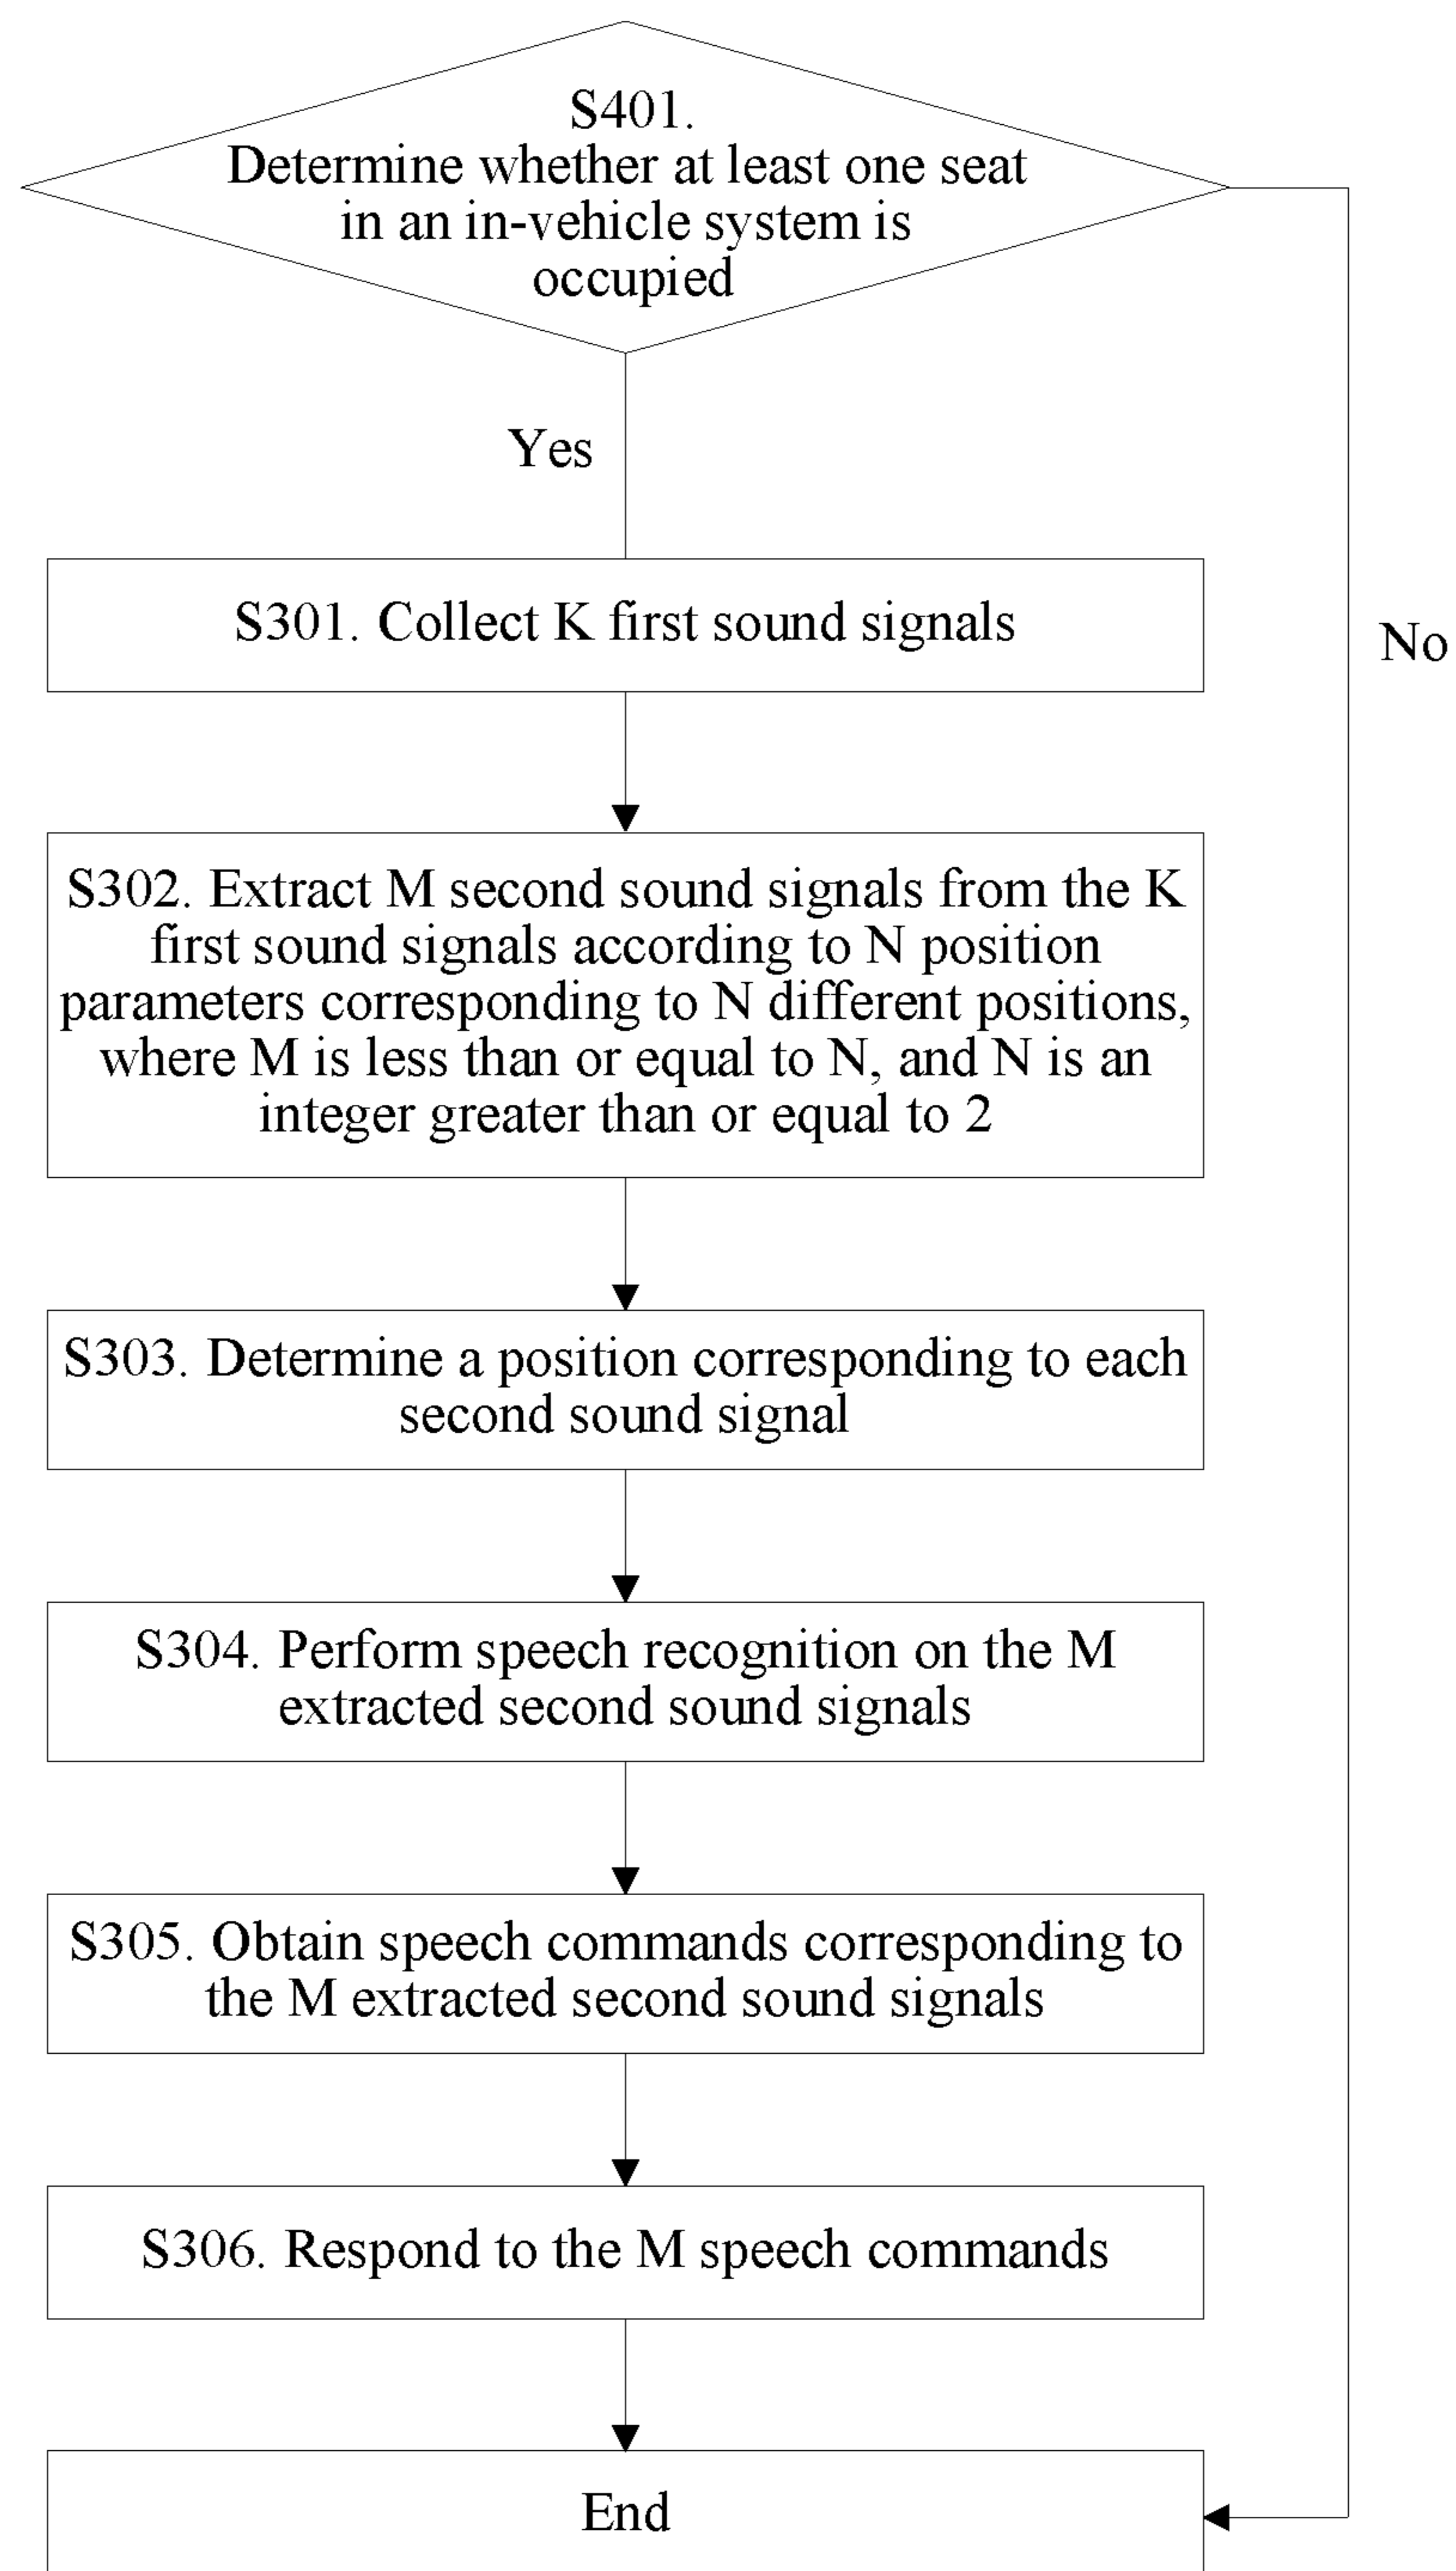 S401.
Determine whether at least one seat
in an in-vehicle system is
occupied
Yes
S301. Collect K first sound signals
No
S302. Extract M second sound signals from the K
first sound signals according to N position
parameters corresponding to N different positions,
where M is less than or equal to N, and N is an
integer greater than or equal to 2
S303. Determine a position corresponding to each
second sound signal
S304. Perform speech recognition on the M
extracted second sound signals
S305. Obtain speech commands corresponding to
the M extracted second sound signals
S306. Respond to the M speech commands
End